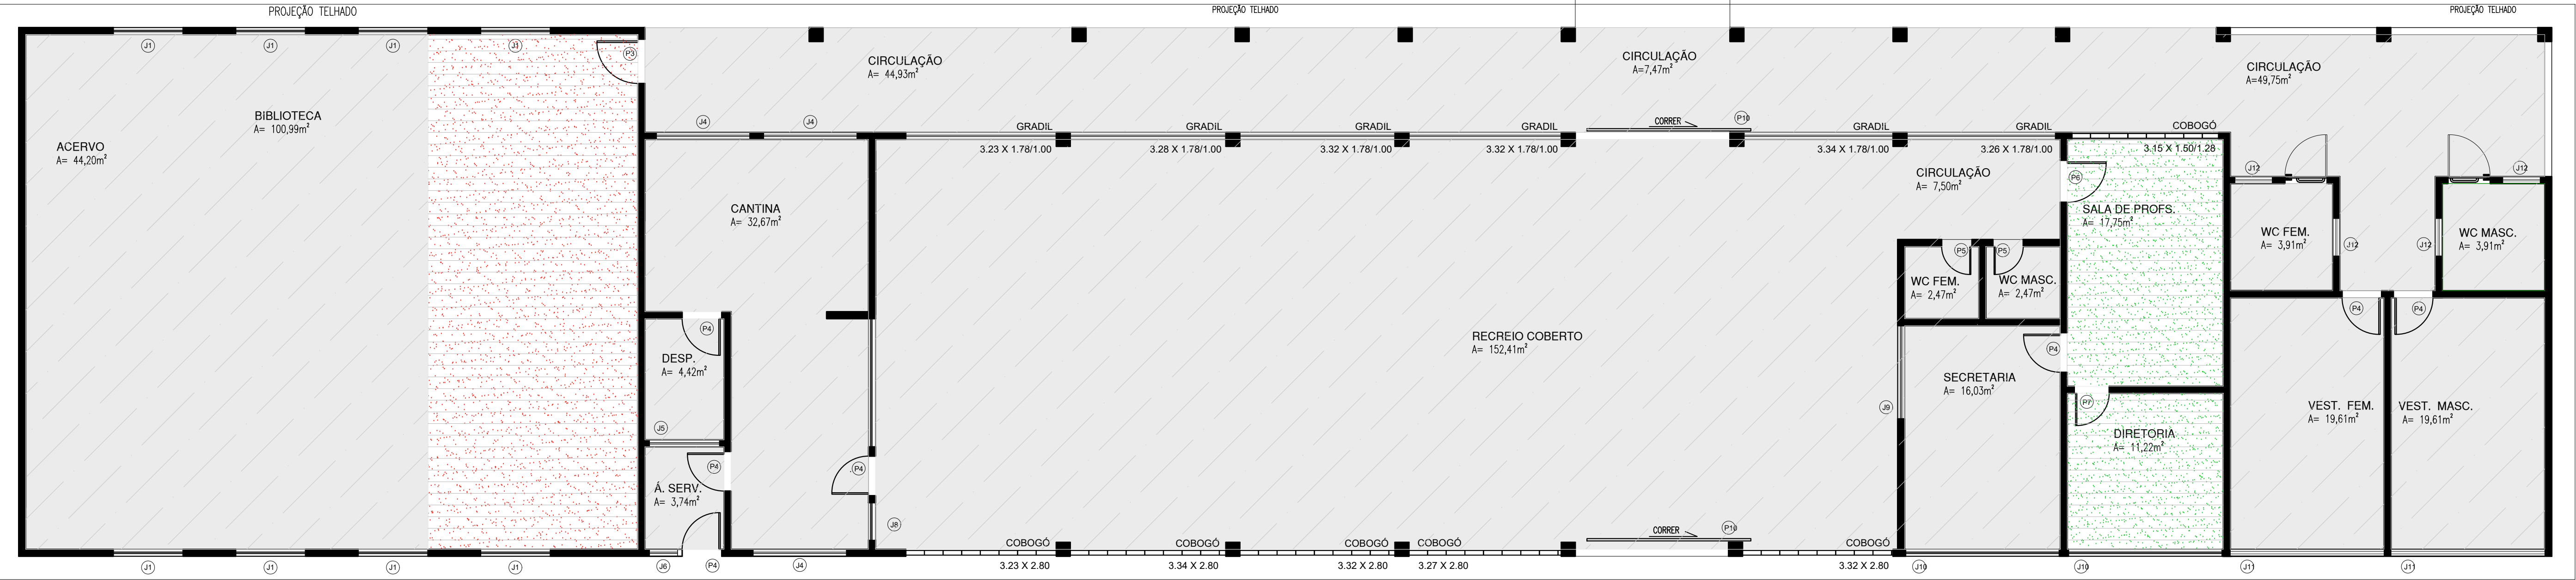 PROJEÇÃO TELHADO
PROJEÇÃO TELHADO
PROJEÇÃO TELHADO
J1
J1
J1
J1
P3
ACERVO
A= 44,20m²
BIBLIOTECA
A= 100,99m²
J1
J1
J1
J1
CIRCULAÇÃO
A= 44,93m²
CIRCULAÇÃO
A=7,47m²
CIRCULAÇÃO
A=49,75m²
J4
J4
GRADIL
3.23 X 1.78/1.00
GRADIL
3.28 X 1.78/1.00
GRADIL
3.32 X 1.78/1.00
GRADIL
3.32 X 1.78/1.00
CORRER
P10
GRADIL
3.34 X 1.78/1.00
GRADIL
3.26 X 1.78/1.00
COBOGÓ
3.15 X 1.50/1.28
CANTINA
A= 32,67m²
P4
DESP.
A= 4,42m²
J5
P4
Á. SERV.
A= 3,74m²
J6
P4
J4
P4
J8
RECREIO COBERTO
A= 152,41m²
COBOGÓ
3.23 X 2.80
COBOGÓ
3.34 X 2.80
COBOGÓ
3.32 X 2.80
COBOGÓ
3.27 X 2.80
CORRER
P10
COBOGÓ
3.32 X 2.80
CIRCULAÇÃO
A= 7,50m²
P5
P5
WC FEM.
A= 2,47m²
WC MASC.
A= 2,47m²
P4
SECRETARIA
A= 16,03m²
J9
J10
P6
SALA DE PROFS.
A= 17,75m²
P7
DIRETORIA
A= 11,22m²
J10
J12
J12
WC FEM.
A= 3,91m²
J12
J12
WC MASC.
A= 3,91m²
P4
P4
VEST. FEM.
A= 19,61m²
VEST. MASC.
A= 19,61m²
J11
J11